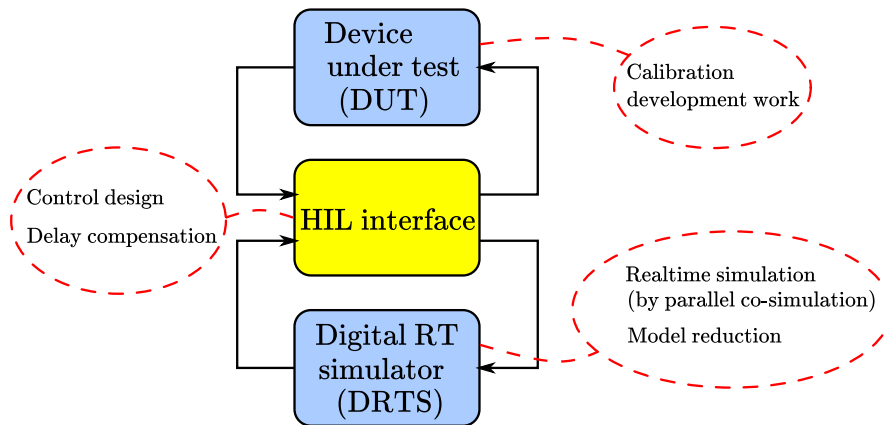 Device
under test
(DUT)
Calibration
development work
Control design
Delay compensation
HIL interface
Realtime simulation
(by parallel co-simulation)
Model reduction
Digital RT
simulator
(DRTS)